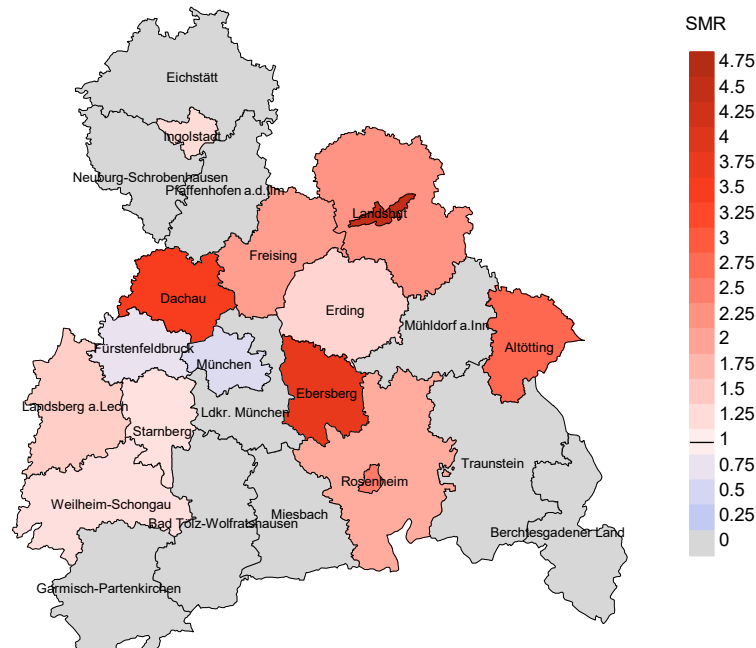 SMR
Eichstätt
Ingolstadt
Neuburg-Schrobenhausen
Pfaffenhofen a.d.Ilm
Landshut
Freising
Dachau
Erding
Mühldorf a.Inn
Altötting
Fürstenfeldbruck
München
Ebersberg
Landsberg a.Lech
Ldkr. München
Starnberg
Traunstein
Rosenheim
Weilheim-Schongau
Miesbach
Bad Tölz-Wolfratshausen
Berchtesgadener Land
Garmisch-Partenkirchen
4.75
4.5
4.25
4
3.75
3.5
3.25
3
2.75
2.5
2.25
2
1.75
1.5
1.25
1
0.75
0.5
0.25
0